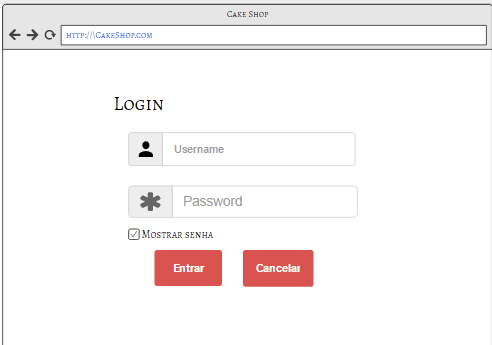 Cake Shop
http://\CakeShop.com
Login
Username
Password
Mostrar senha
Entrar Cancelar